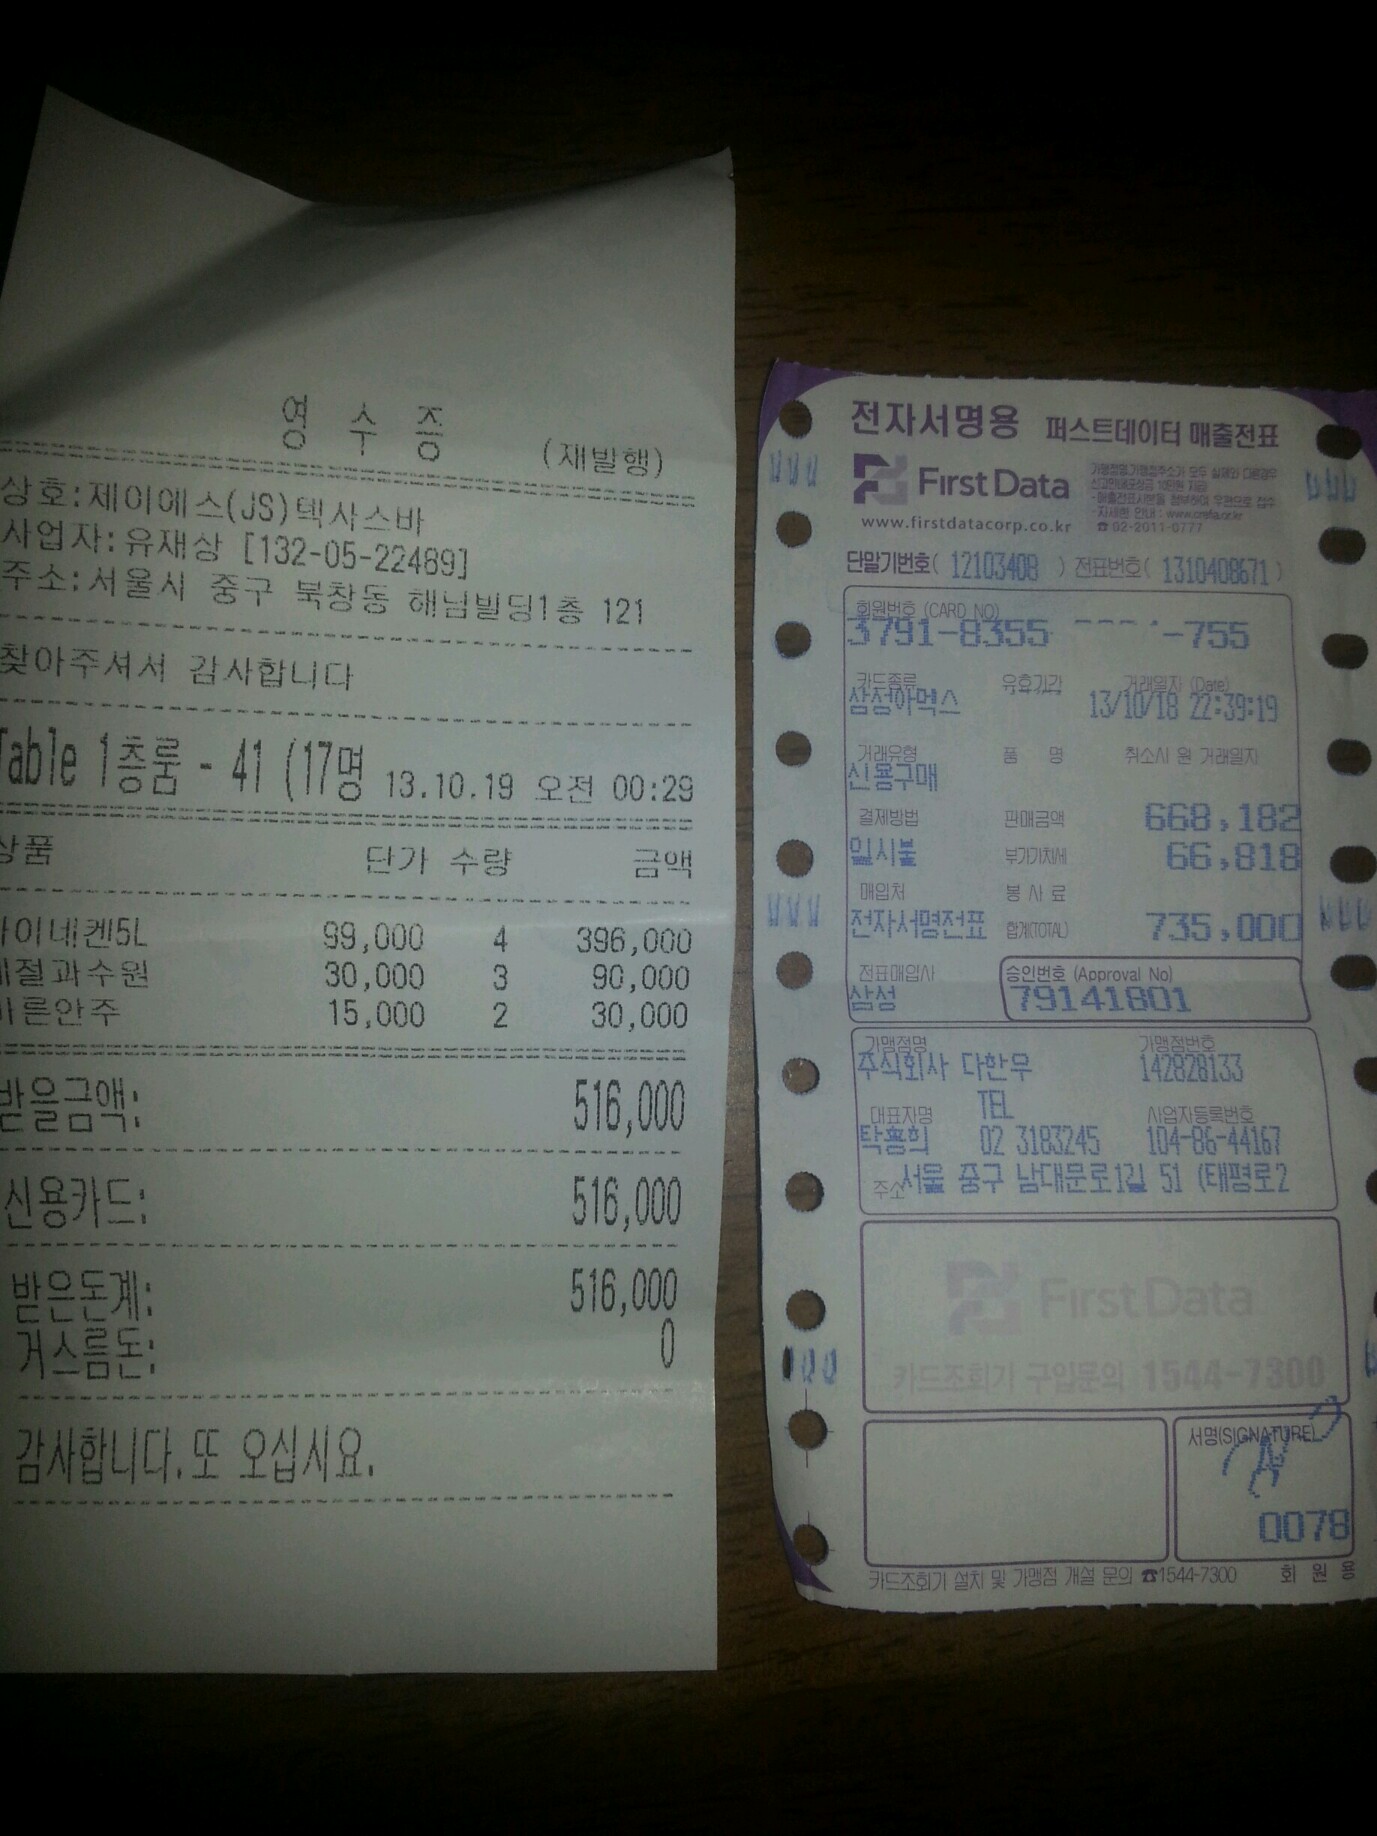 영 수 증
(재발행)
상호:제이에스(JS)텍사스바
사업자:유재상 [132-05-22489]
주소:서울시 중구 북창동 해님빌딩1층 121
찾아주셔서 감사합니다
Table 1층룸 - 41 (17명 13.10.19 오전 00:29
상품 단가 수량 금액
이네켄5L 99,000 4 396,000
계절과수원 30,000 3 90,000
마른안주 15,000 2 30,000
받을금액: 516,000
신용카드: 516,000
받은돈계: 516,000
거스름돈: 0
감사합니다.또 오십시요.
전자서명용 퍼스트데이터 매출전표
First Data
www.firstdatacorp.co.kr
☎ 02-2011-0777
단말기번호( 12103408 ) 전표번호( 1310408671 )
회원번호 (CARD NO)
3791-8355 ----755
카드종류 유효기간 거래일자 (Date)
삼성아멕스 13/10/18 22:39:19
거래유형 품 명 취소시 원 거래일자
신용구매
결제방법 판매금액 668,182
일시불 부가가치세 66,818
매입처 봉 사 료
전자서명전표 합계(TOTAL) 735,000
전표매입사 승인번호 (Approval No)
삼성 79141801
가맹점명 가맹점번호
주식회사 다한무 142828133
대표자명 TEL 사업자등록번호
탁흥희 02 3183245 104-86-44167
주소 서울 중구 남대문로1길 51 (태평로2
First Data
카드조회기 구입문의 1544-7300
서명(SIGNATURE)
0078
카드조회기 설치 및 가맹점 개설 문의 ☎1544-7300 회 원 용